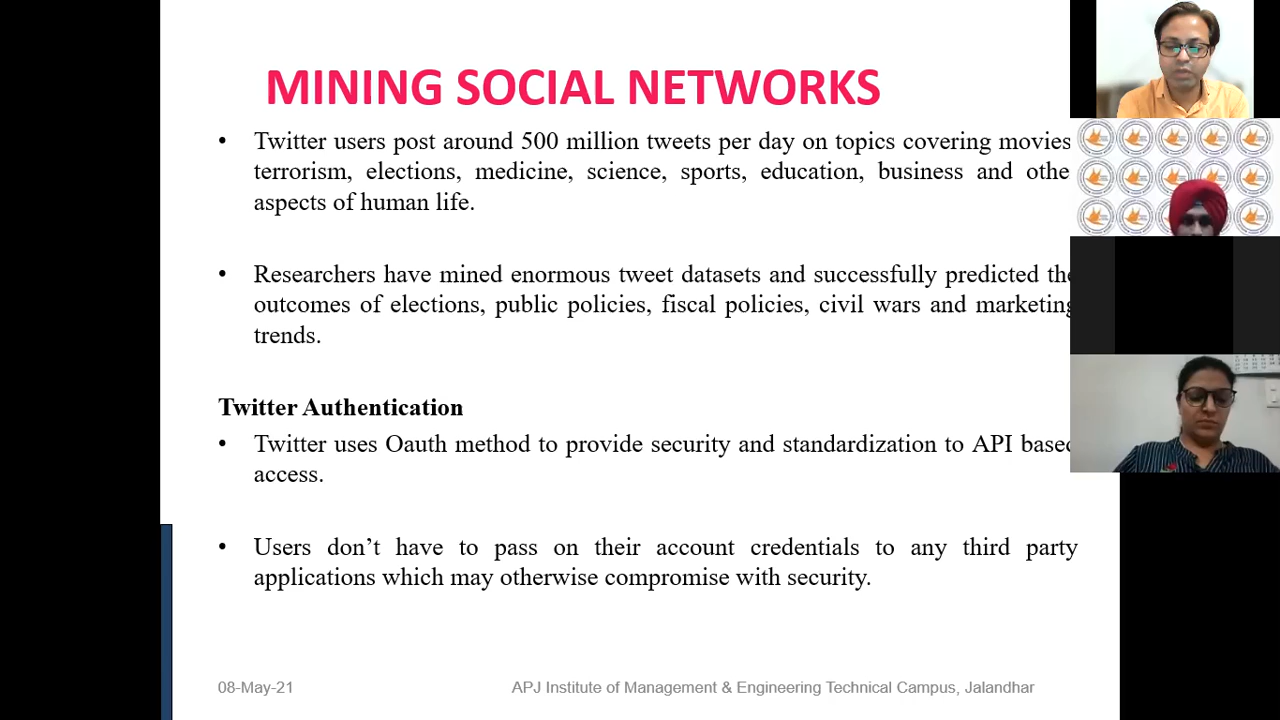 MINING SOCIAL NETWORKS
• Twitter users post around 500 million tweets per day on topics covering movies
terrorism, elections, medicine, science, sports, education, business and othe
aspects of human life.
• Researchers have mined enormous tweet datasets and successfully predicted the
outcomes of elections, public policies, fiscal policies, civil wars and marketing
trends.
Twitter Authentication
• Twitter uses Oauth method to provide security and standardization to API based
access.
• Users don’t have to pass on their account credentials to any third party
applications which may otherwise compromise with security.
08-May-21
APJ Institute of Management & Engineering Technical Campus, Jalandhar